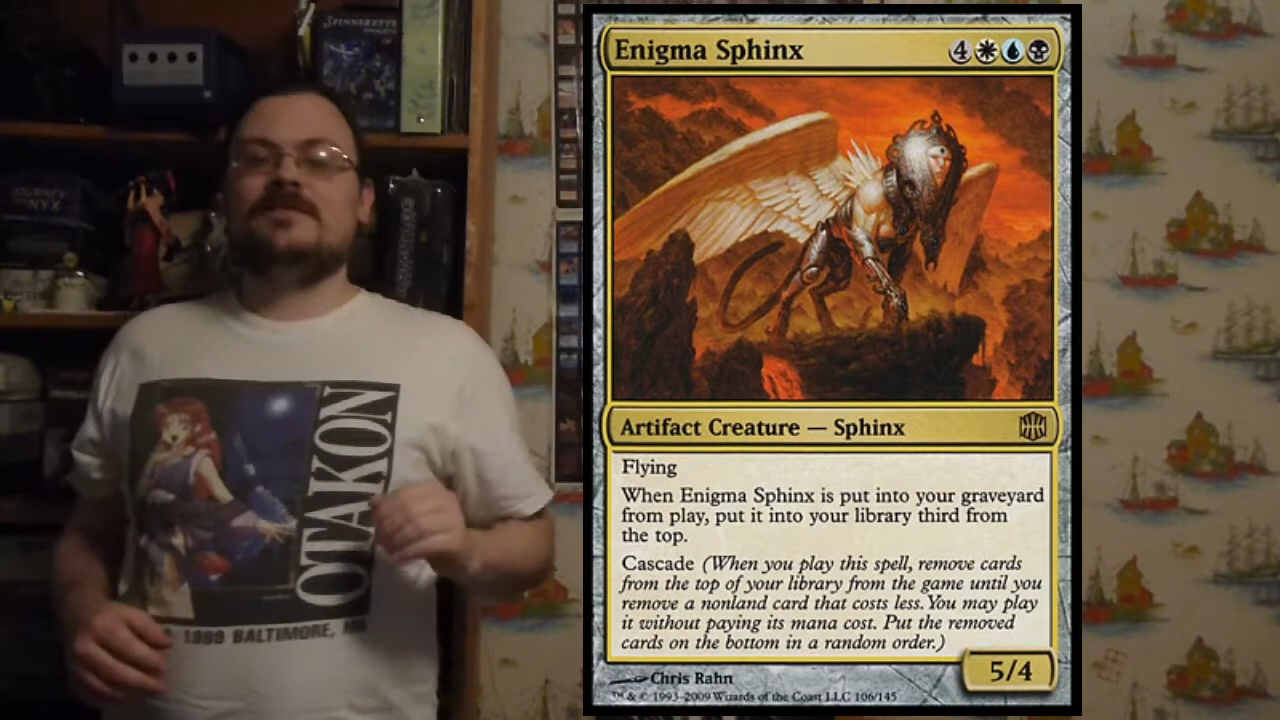 SPINNERETTE
JOURNEY
NYX
OTAKON
1999 BALTIMORE,
Enigma Sphinx
4
Artifact Creature — Sphinx
Flying
When Enigma Sphinx is put into your graveyard
from play, put it into your library third from
the top.
Cascade (When you play this spell, remove cards
from the top of your library from the game until you
remove a nonland card that costs less. You may play
it without paying its mana cost. Put the removed
cards on the bottom in a random order.)
5/4
Chris Rahn
™ & © 1993–2009 Wizards of the Coast LLC 106/145